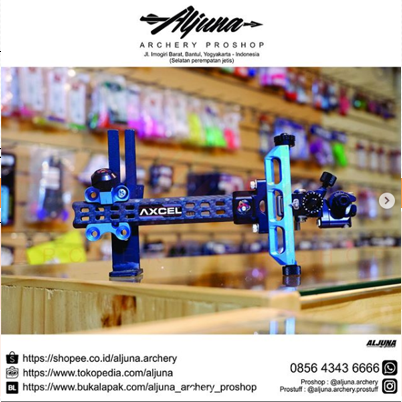 Aljuna
ARCHERY PROSHOP
Jl. Imogiri Barat, Bantul, Yogyakarta - Indonesia
(Selatan perempatan jetis)
AXCEL
ALJUNA
https://shopee.co.id/aljuna.archery
https://www.tokopedia.com/aljuna
BL https://www.bukalapak.com/aljuna_archery_proshop
0856 4343 6666
Proshop : @aljuna.archery
Prostuff : @aljuna.archery.prostuff